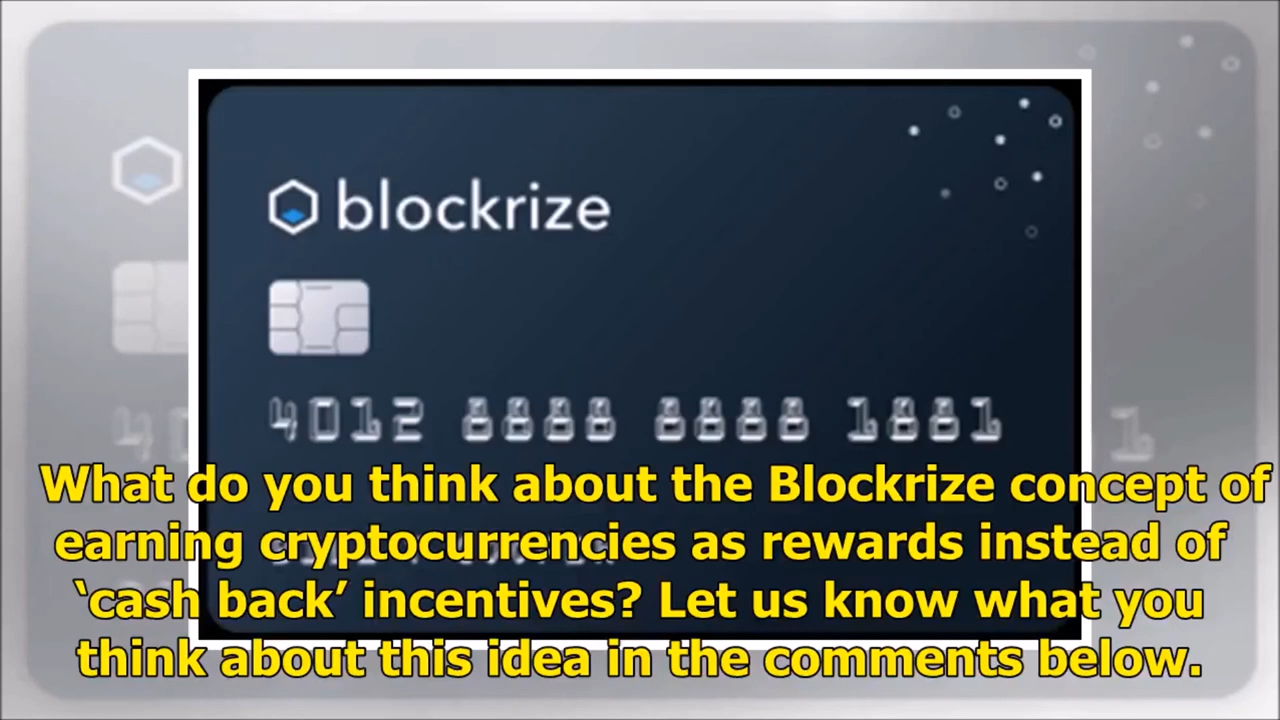 blockrize
4012 8888 8888 1881
What do you think about the Blockrize concept of
earning cryptocurrencies as rewards instead of
‘cash back’ incentives? Let us know what you
think about this idea in the comments below.